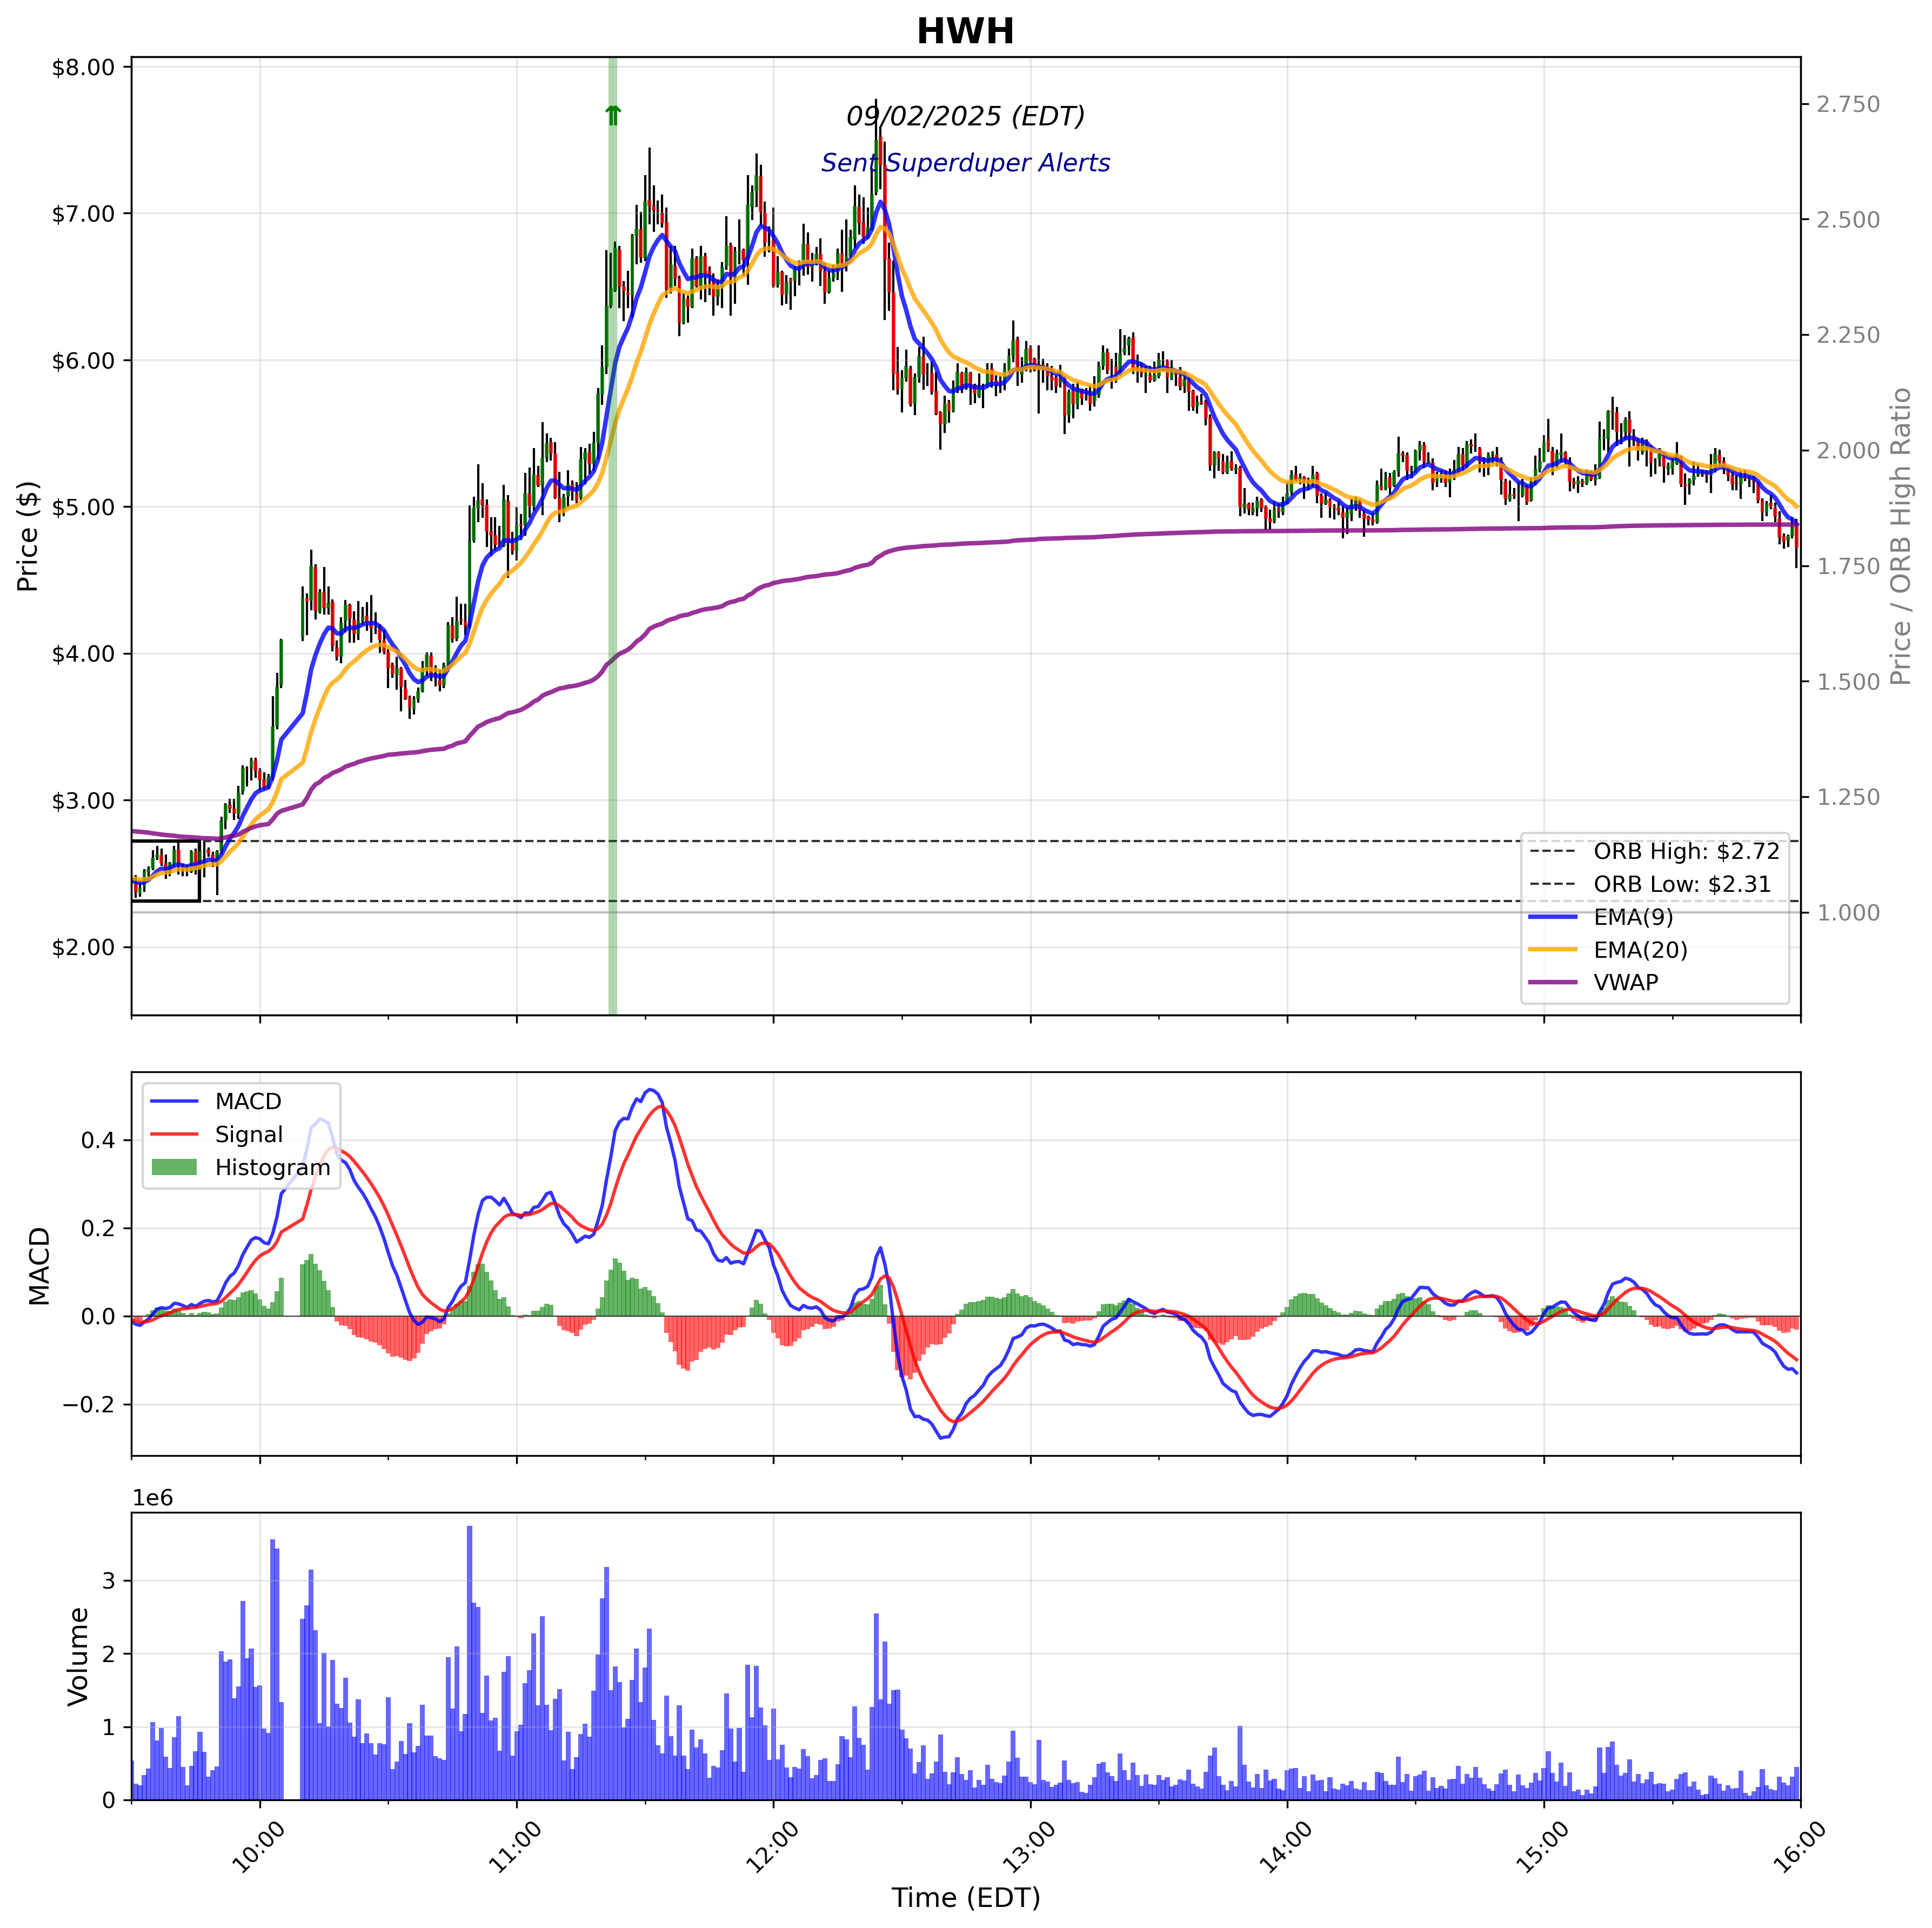 HWH
$8.00
$7.00
$6.00
$5.00
$4.00
$3.00
$2.00
Price ($)
09/02/2025 (EDT)
Sent Superduper Alerts
2.750
2.500
2.250
2.000
1.750
1.500
1.250
1.000
Price / ORB High Ratio
ORB High: $2.72
ORB Low: $2.31
EMA(9)
EMA(20)
VWAP
MACD
Signal
Histogram
0.4
0.2
0.0
−0.2
MACD
1e6
3
2
1
0
Volume
10:00
11:00
12:00
13:00
14:00
15:00
16:00
Time (EDT)